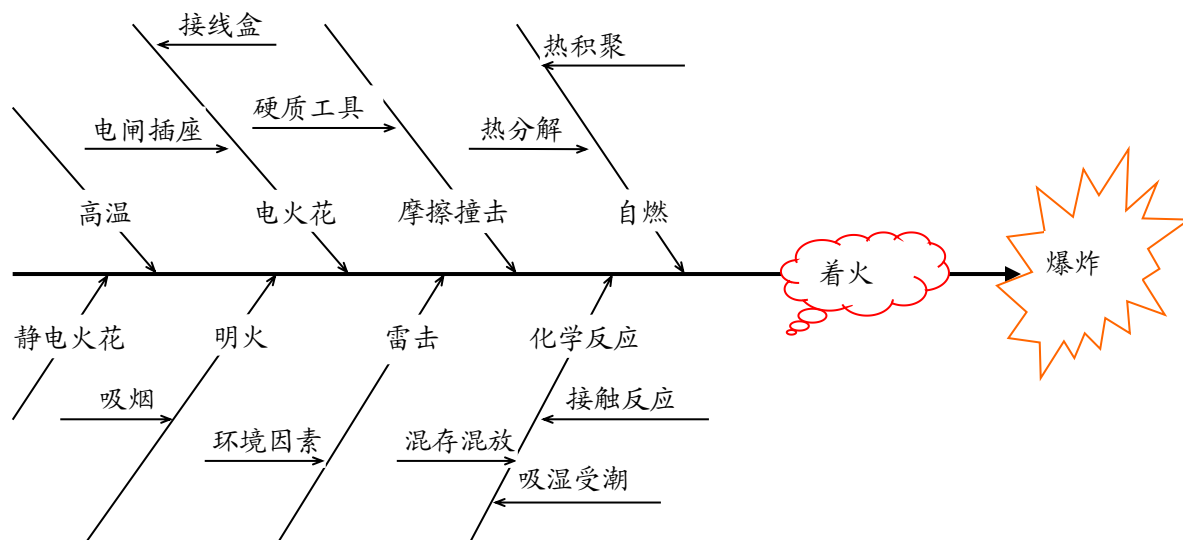 接线盒
热积聚
硬质工具
电闸插座
热分解
高温
电火花
摩擦撞击
自燃
着火
爆炸
静电火花
明火
雷击
化学反应
吸烟
接触反应
环境因素
混存混放
吸湿受潮